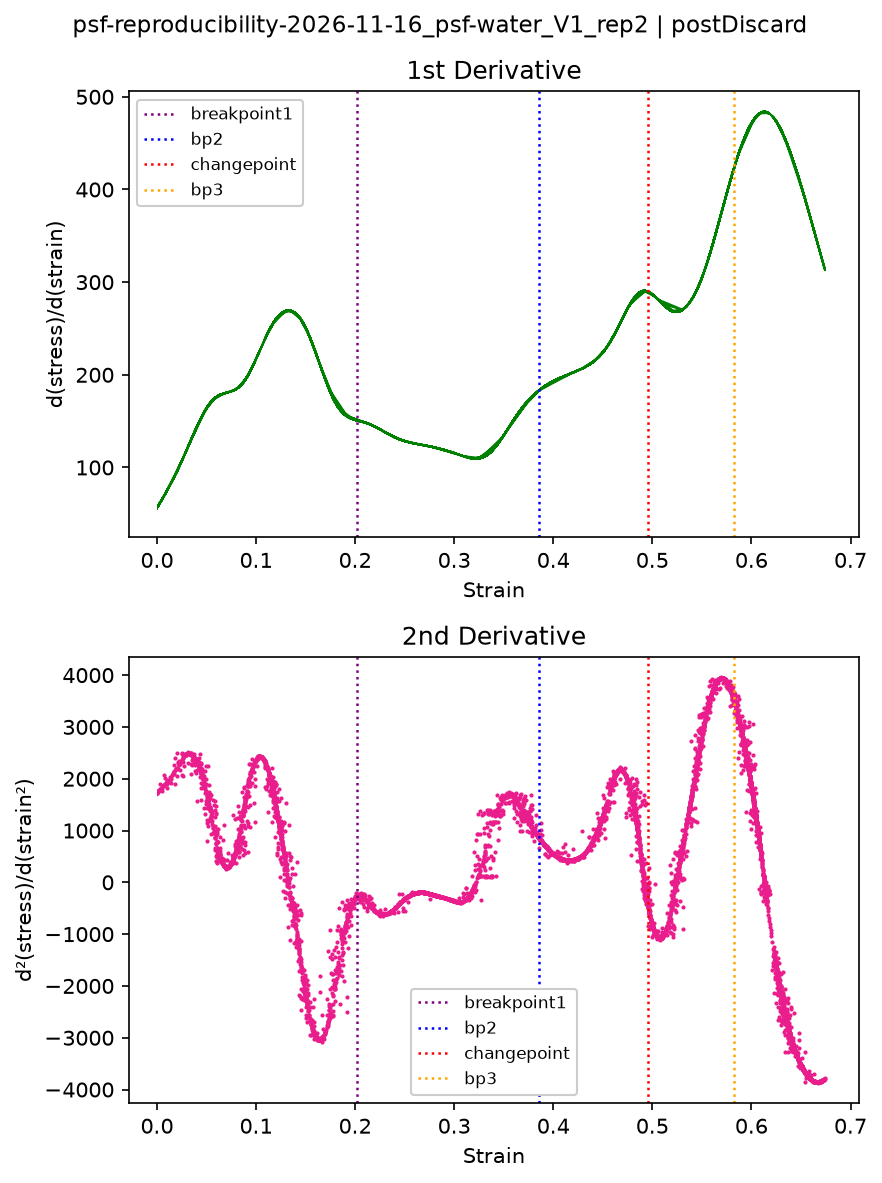 psf-reproducibility-2026-11-16_psf-water_V1_rep2 | postDiscard
1st Derivative
breakpoint1
bp2
changepoint
bp3
d(stress)/d(strain)
500
400
300
200
100
0.0 0.1 0.2 0.3 0.4 0.5 0.6 0.7
Strain
2nd Derivative
d²(stress)/d(strain²)
4000
3000
2000
1000
0
−1000
−2000
−3000
−4000
breakpoint1
bp2
changepoint
bp3
0.0 0.1 0.2 0.3 0.4 0.5 0.6 0.7
Strain